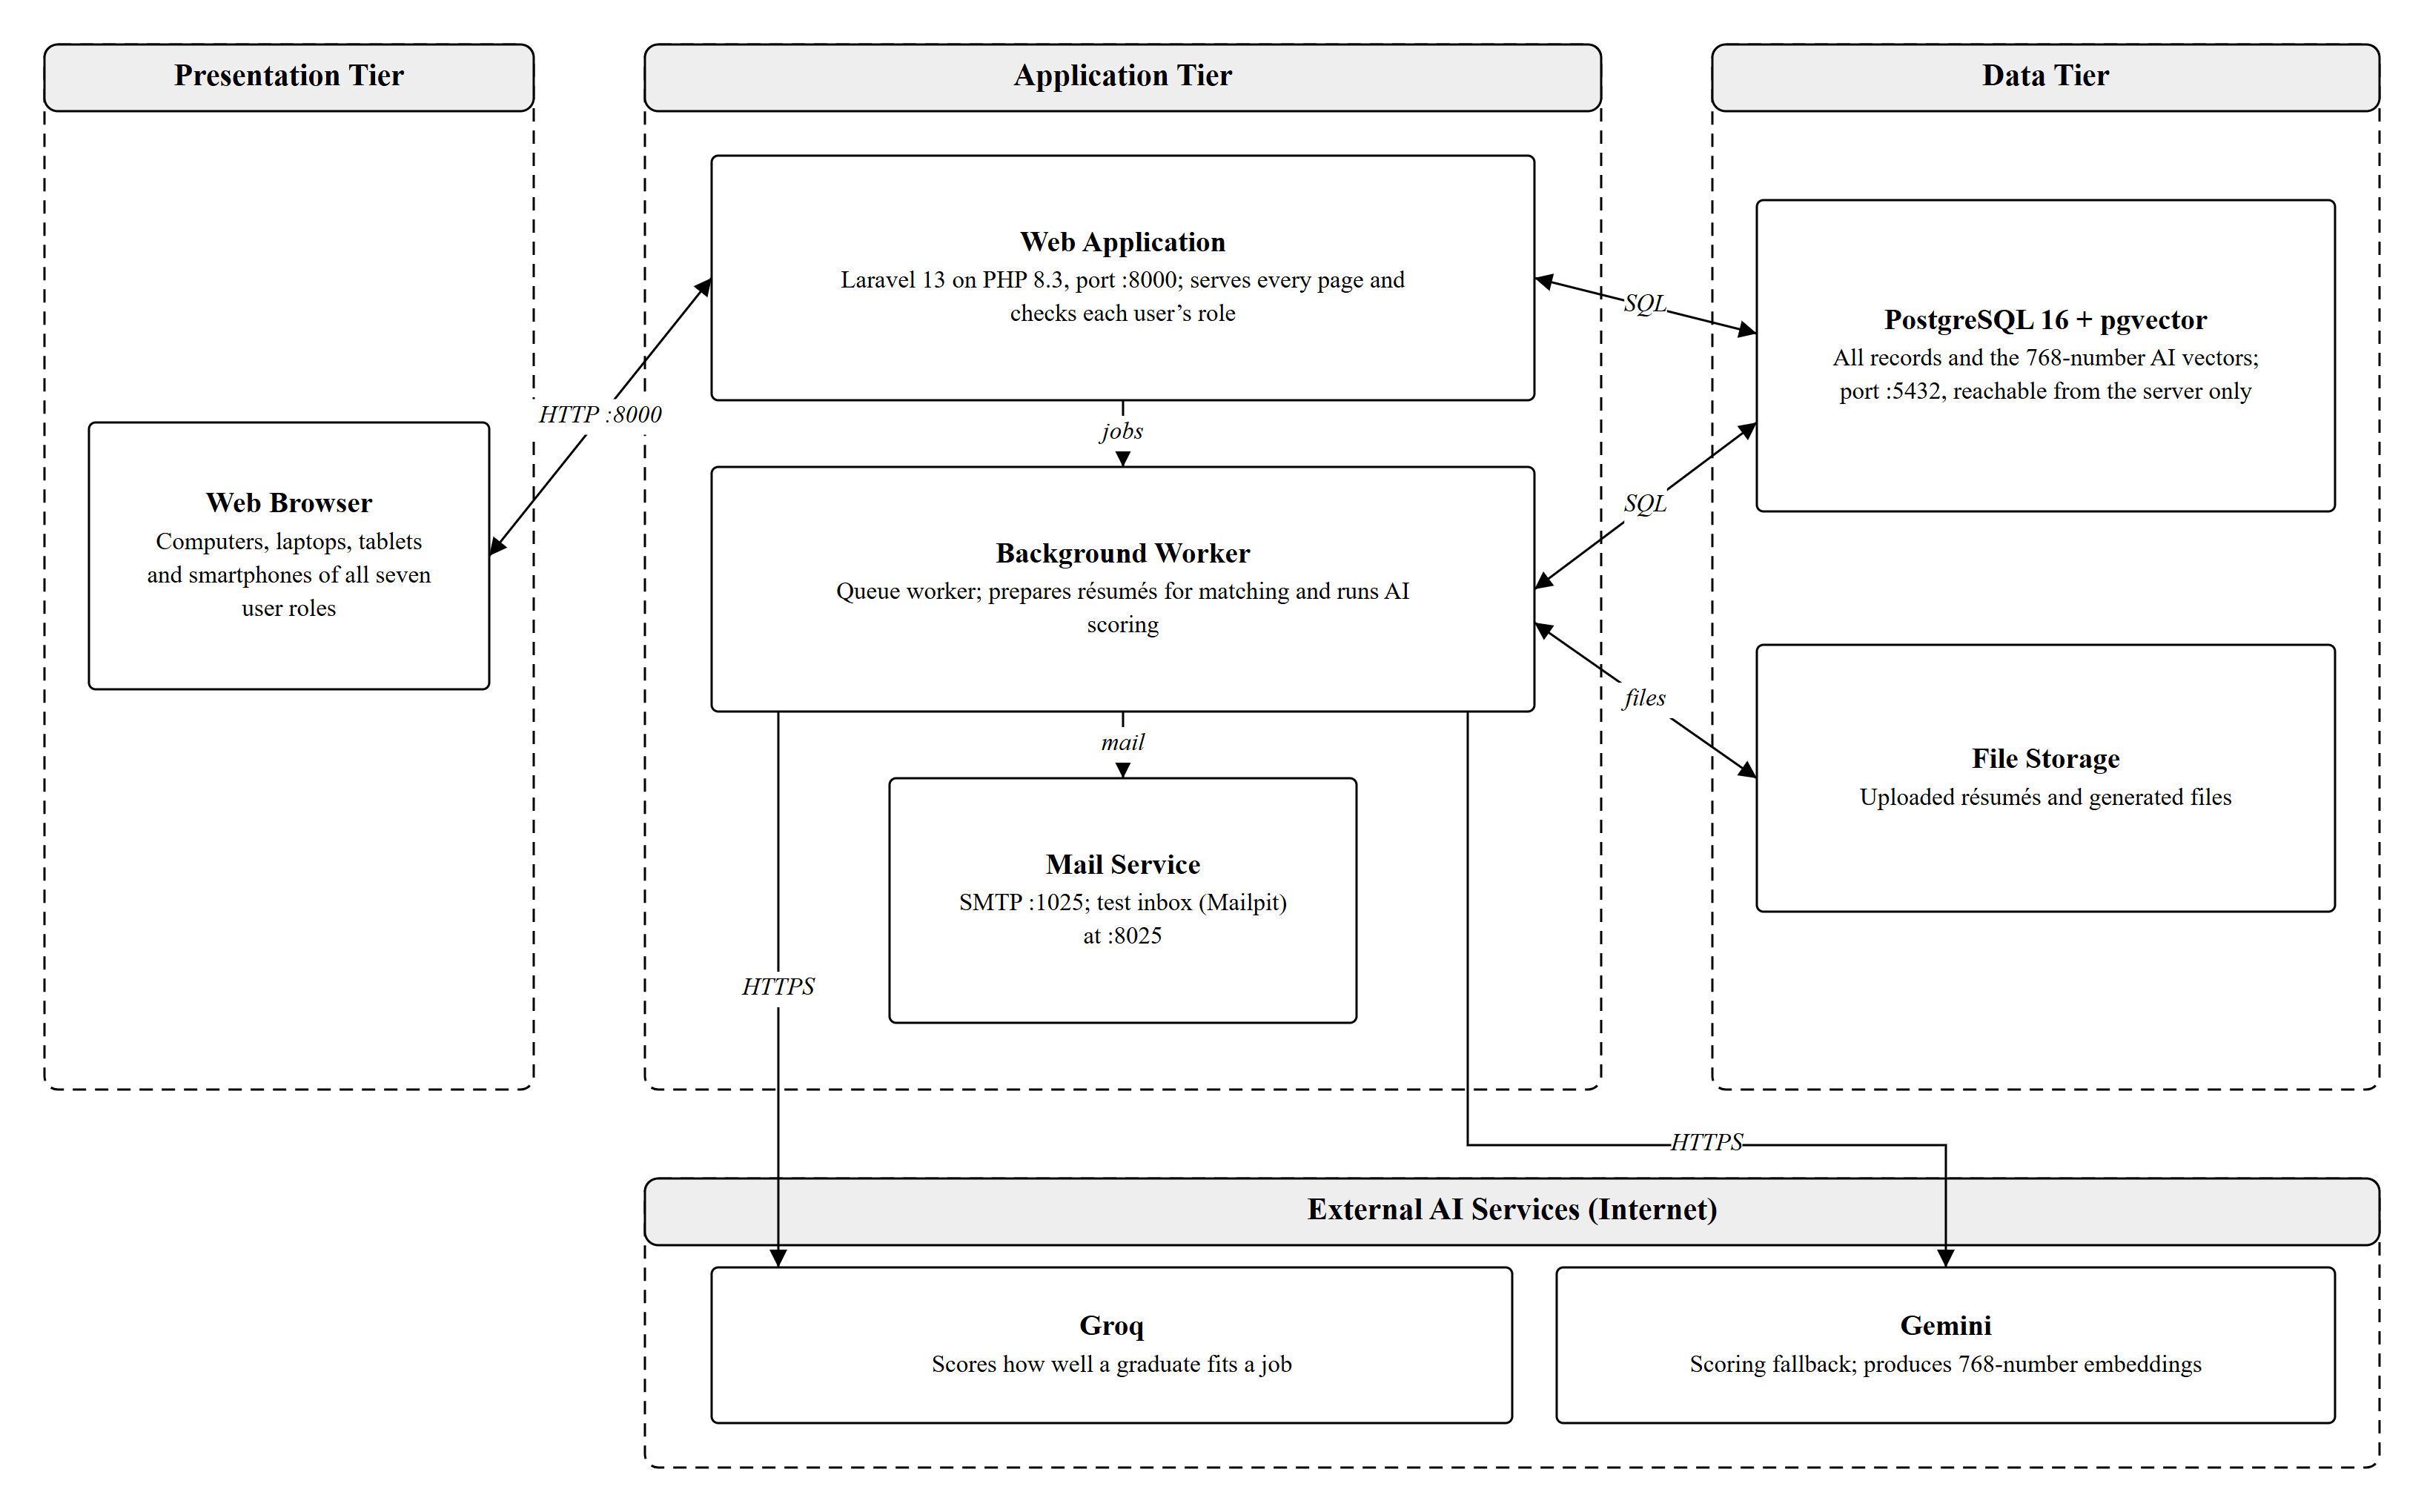 Presentation Tier
Web Browser
Computers, laptops, tablets
and smartphones of all seven
user roles
HTTP :8000
Application Tier
Web Application
Laravel 13 on PHP 8.3, port :8000; serves every page and
checks each user’s role
jobs
Background Worker
Queue worker; prepares résumés for matching and runs AI
scoring
mail
Mail Service
SMTP :1025; test inbox (Mailpit)
at :8025
HTTPS
SQL
SQL
files
Data Tier
PostgreSQL 16 + pgvector
All records and the 768-number AI vectors;
port :5432, reachable from the server only
File Storage
Uploaded résumés and generated files
HTTPS
External AI Services (Internet)
Groq
Scores how well a graduate fits a job
Gemini
Scoring fallback; produces 768-number embeddings